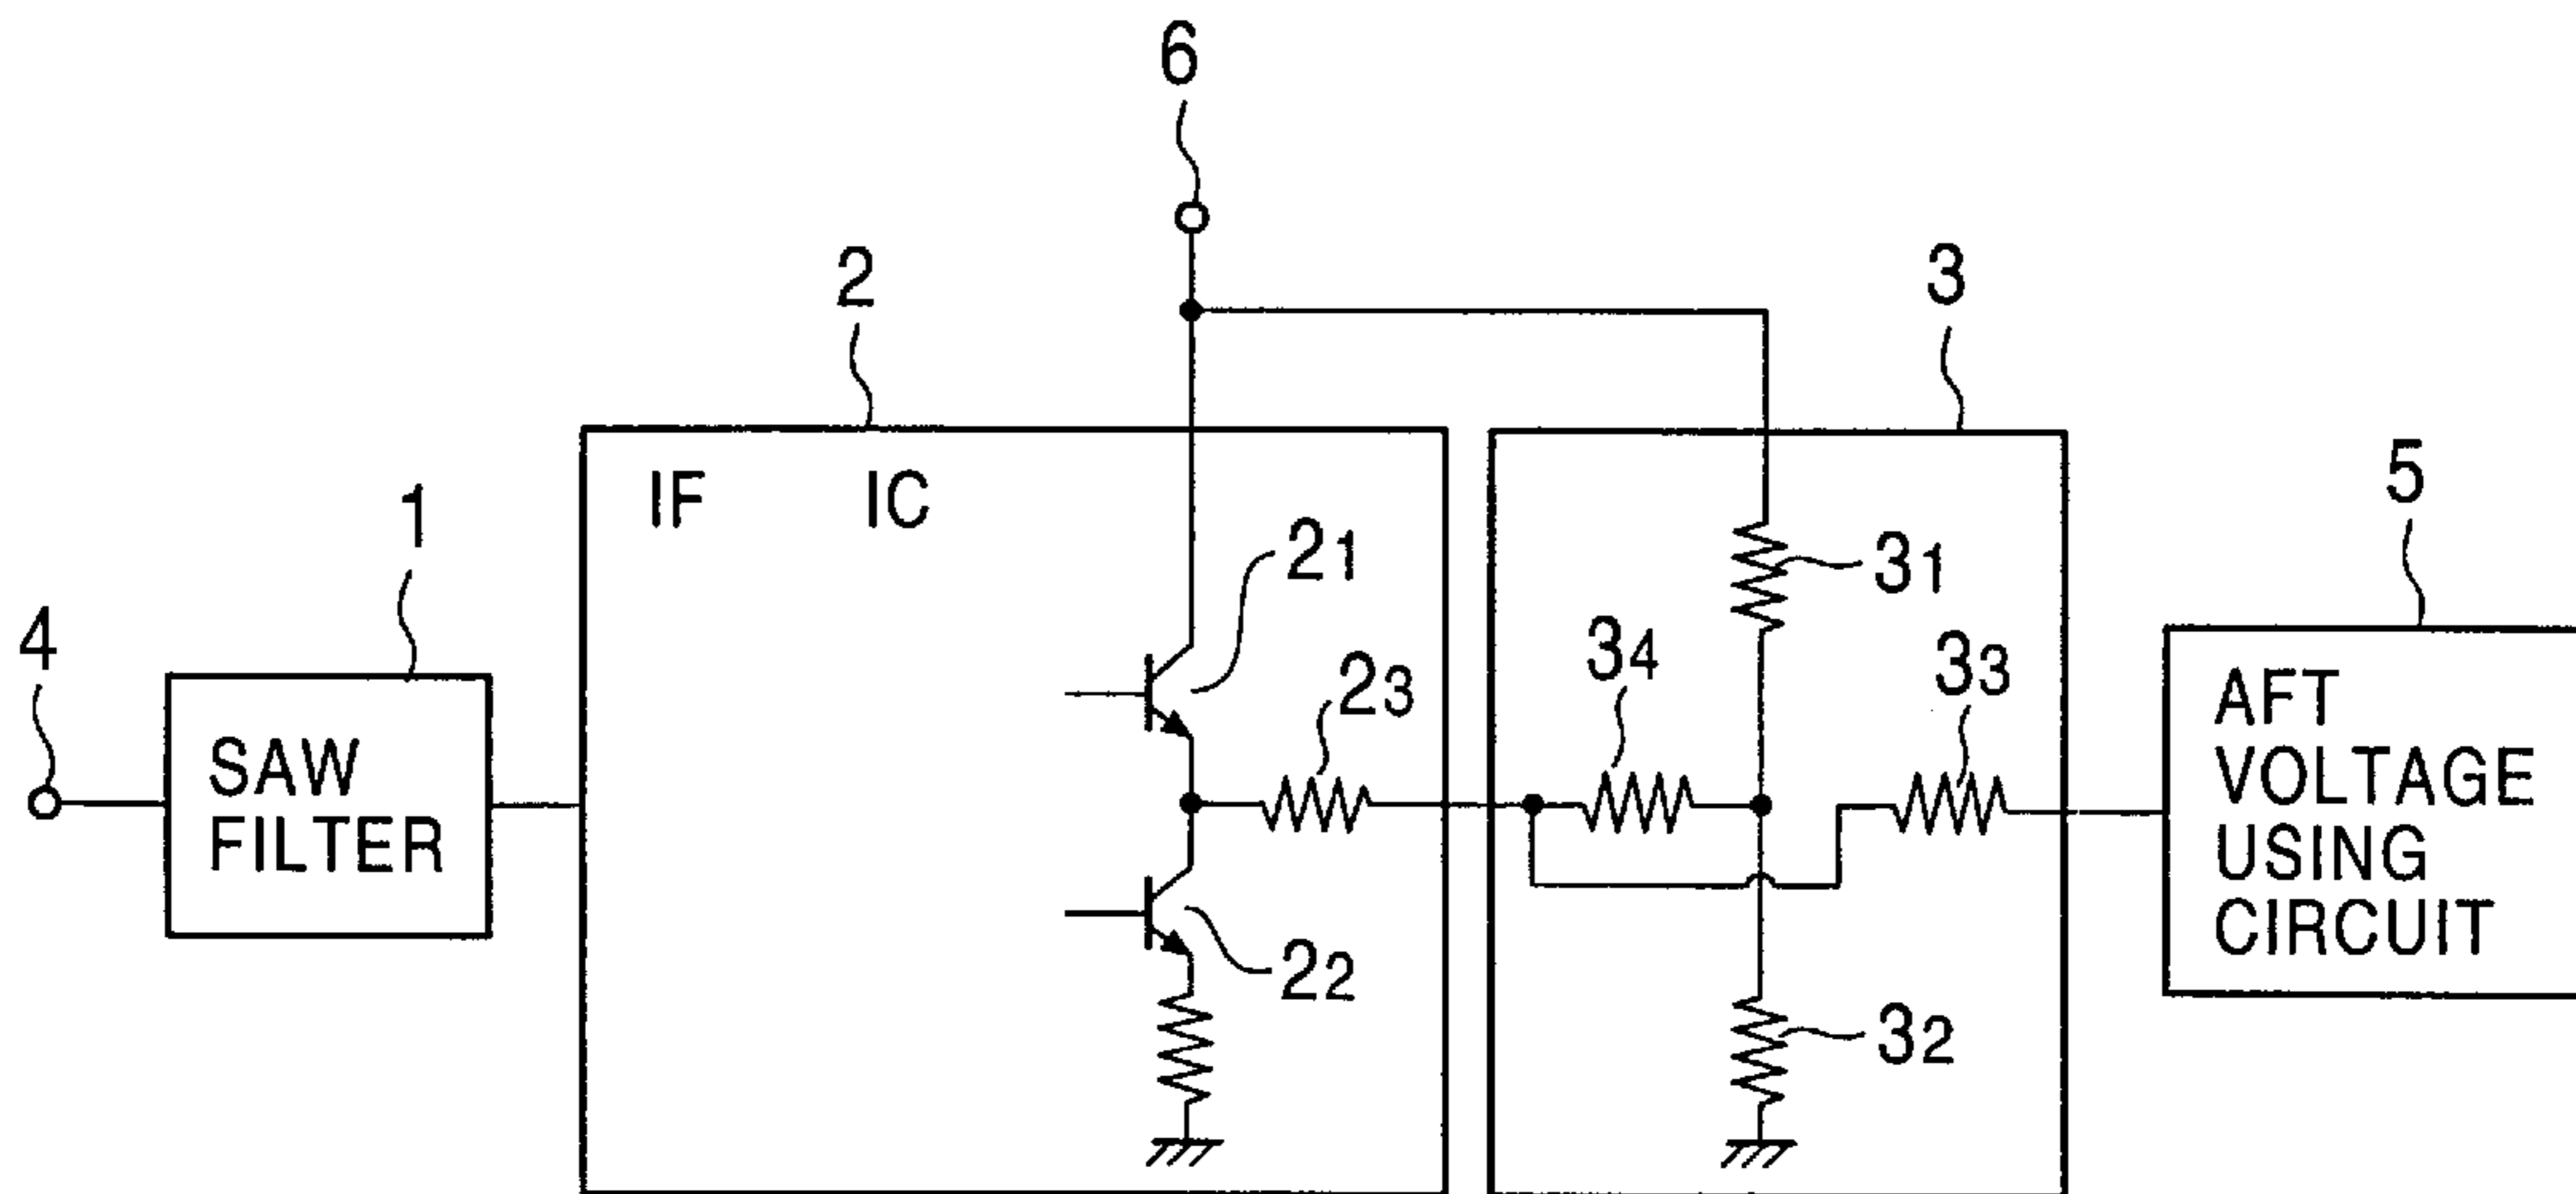 6
2
3
IF IC
1
5
2₁
3₁
4
3₄
3₃
2₃
SAW
FILTER
AFT
VOLTAGE
USING
CIRCUIT
2₂
3₂